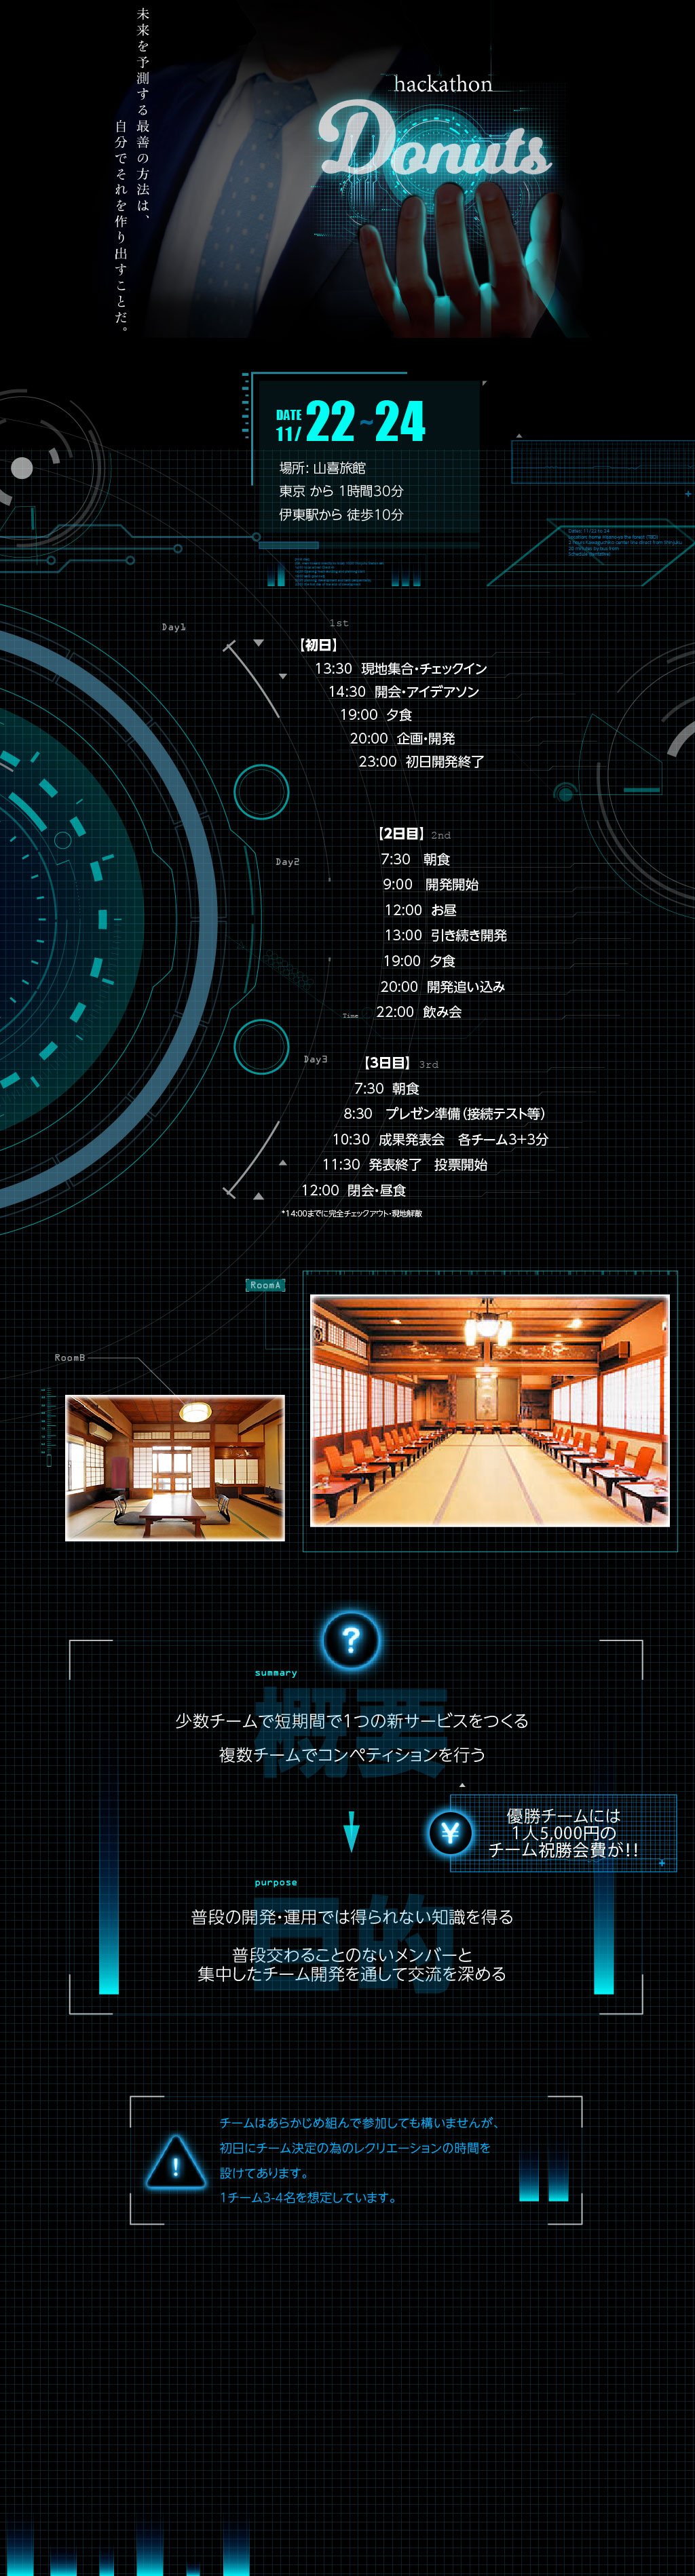 未来を予測する最善の方法は、
自分でそれを作り出すことだ。
hackathon
Donuts
DATE
11/ 22~24
場所: 山喜旅館
東京 から 1時間30分
伊東駅から 徒歩10分
Day1
1st
【初日】
13:30 現地集合・チェックイン
14:30 開会・アイデアソン
19:00 夕食
20:00 企画・開発
23:00 初日開発終了
【2日目】 2nd
Day2
7:30 朝食
9:00 開発開始
12:00 お昼
13:00 引き続き開発
19:00 夕食
20:00 開発追い込み
Time
22:00 飲み会
Day3
【3日目】 3rd
7:30 朝食
8:30 プレゼン準備(接続テスト等)
10:30 成果発表会 各チーム3+3分
11:30 発表終了 投票開始
12:00 閉会・昼食
*14:00までに完全チェックアウト・現地解散
RoomA
RoomB
?
summary
概要
少数チームで短期間で1つの新サービスをつくる
複数チームでコンペティションを行う
¥
優勝チームには
1人5,000円の
チーム祝勝会費が!!
purpose
目的
普段の開発・運用では得られない知識を得る
普段交わることのないメンバーと
集中したチーム開発を通して交流を深める
!
チームはあらかじめ組んで参加しても構いませんが、
初日にチーム決定の為のレクリエーションの時間を
設けてあります。
1チーム3-4名を想定しています。